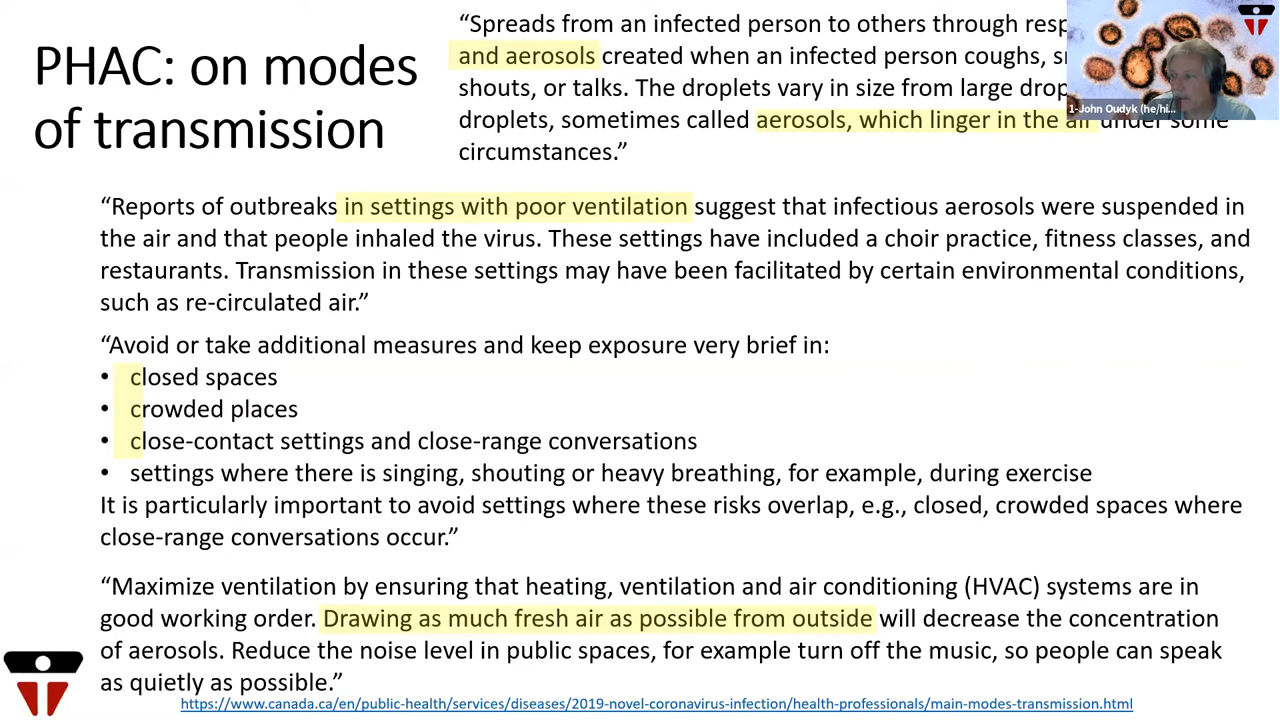 PHAC: on modes
of transmission
“Spreads from an infected person to others through
and aerosols created when an infected person coughs,
shouts, or talks. The droplets vary in size from large
droplets, sometimes called aerosols, which linger in the air under some
circumstances.”
1-John Oudyk (he/hi...
“Reports of outbreaks in settings with poor ventilation suggest that infectious aerosols were suspended in
the air and that people inhaled the virus. These settings have included a choir practice, fitness classes, and
restaurants. Transmission in these settings may have been facilitated by certain environmental conditions,
such as re-circulated air.”
“Avoid or take additional measures and keep exposure very brief in:
• closed spaces
• crowded places
• close-contact settings and close-range conversations
• settings where there is singing, shouting or heavy breathing, for example, during exercise
It is particularly important to avoid settings where these risks overlap, e.g., closed, crowded spaces where
close-range conversations occur.”
“Maximize ventilation by ensuring that heating, ventilation and air conditioning (HVAC) systems are in
good working order. Drawing as much fresh air as possible from outside will decrease the concentration
of aerosols. Reduce the noise level in public spaces, for example turn off the music, so people can speak
as quietly as possible.”
https://www.canada.ca/en/public-health/services/diseases/2019-novel-coronavirus-infection/health-professionals/main-modes-transmission.html